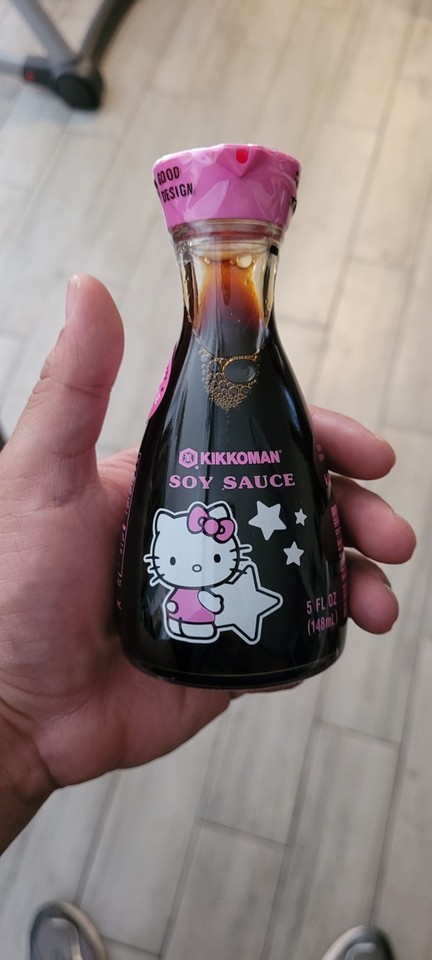 GOOD
DESIGN
KIKKOMAN®
SOY SAUCE
5 FL OZ
(148mL)